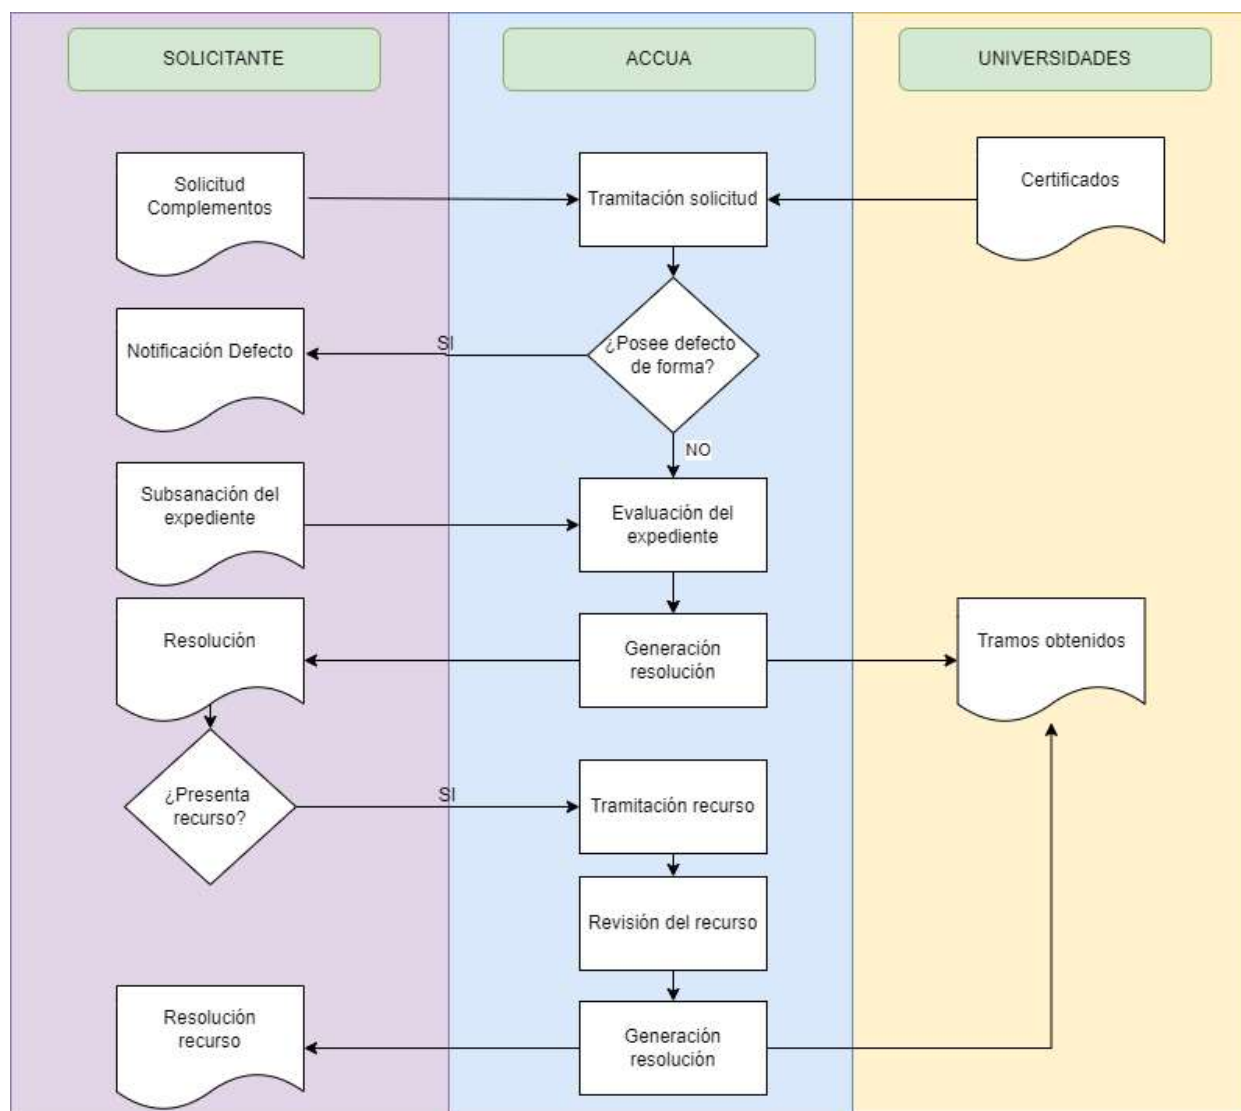 SOLICITANTE
ACCUA
UNIVERSIDADES
Solicitud
Complementos
Tramitación solicitud
Certificados
Notificación Defecto
SI
¿Posee defecto
de forma?
NO
Subsanación del
expediente
Evaluación del
expediente
Resolución
Generación
resolución
Tramos obtenidos
¿Presenta
recurso?
SI
Tramitación recurso
Revisión del recurso
Resolución
recurso
Generación
resolución